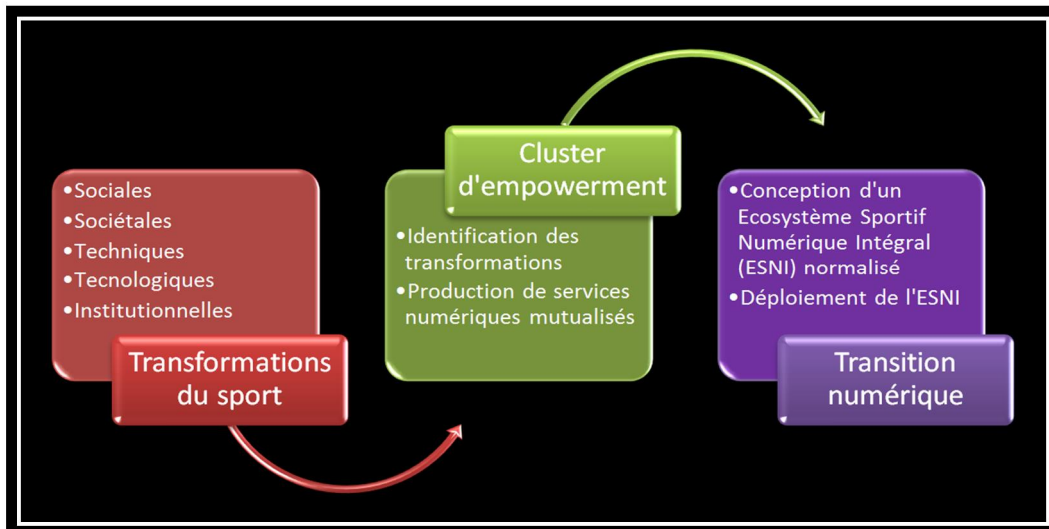 •Sociales
•Sociétales
•Techniques
•Tecnologiques
•Institutionnelles
Transformations
du sport
Cluster
d'empowerment
•Identification des
transformations
•Production de services
numériques mutualisés
•Conception d'un
Ecosystème Sportif
Numérique Intégral
(ESNI) normalisé
•Déploiement de l'ESNI
Transition
numérique